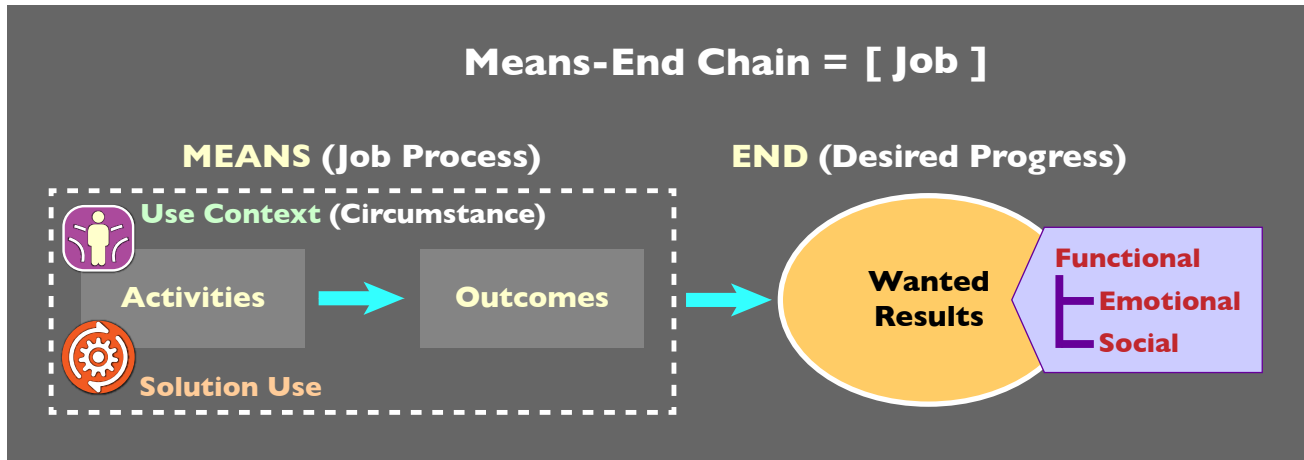 Means-End Chain = [ Job ]
MEANS (Job Process)
END (Desired Progress)
Use Context (Circumstance)
Activities
Outcomes
Solution Use
Wanted
Results
Functional
Emotional
Social